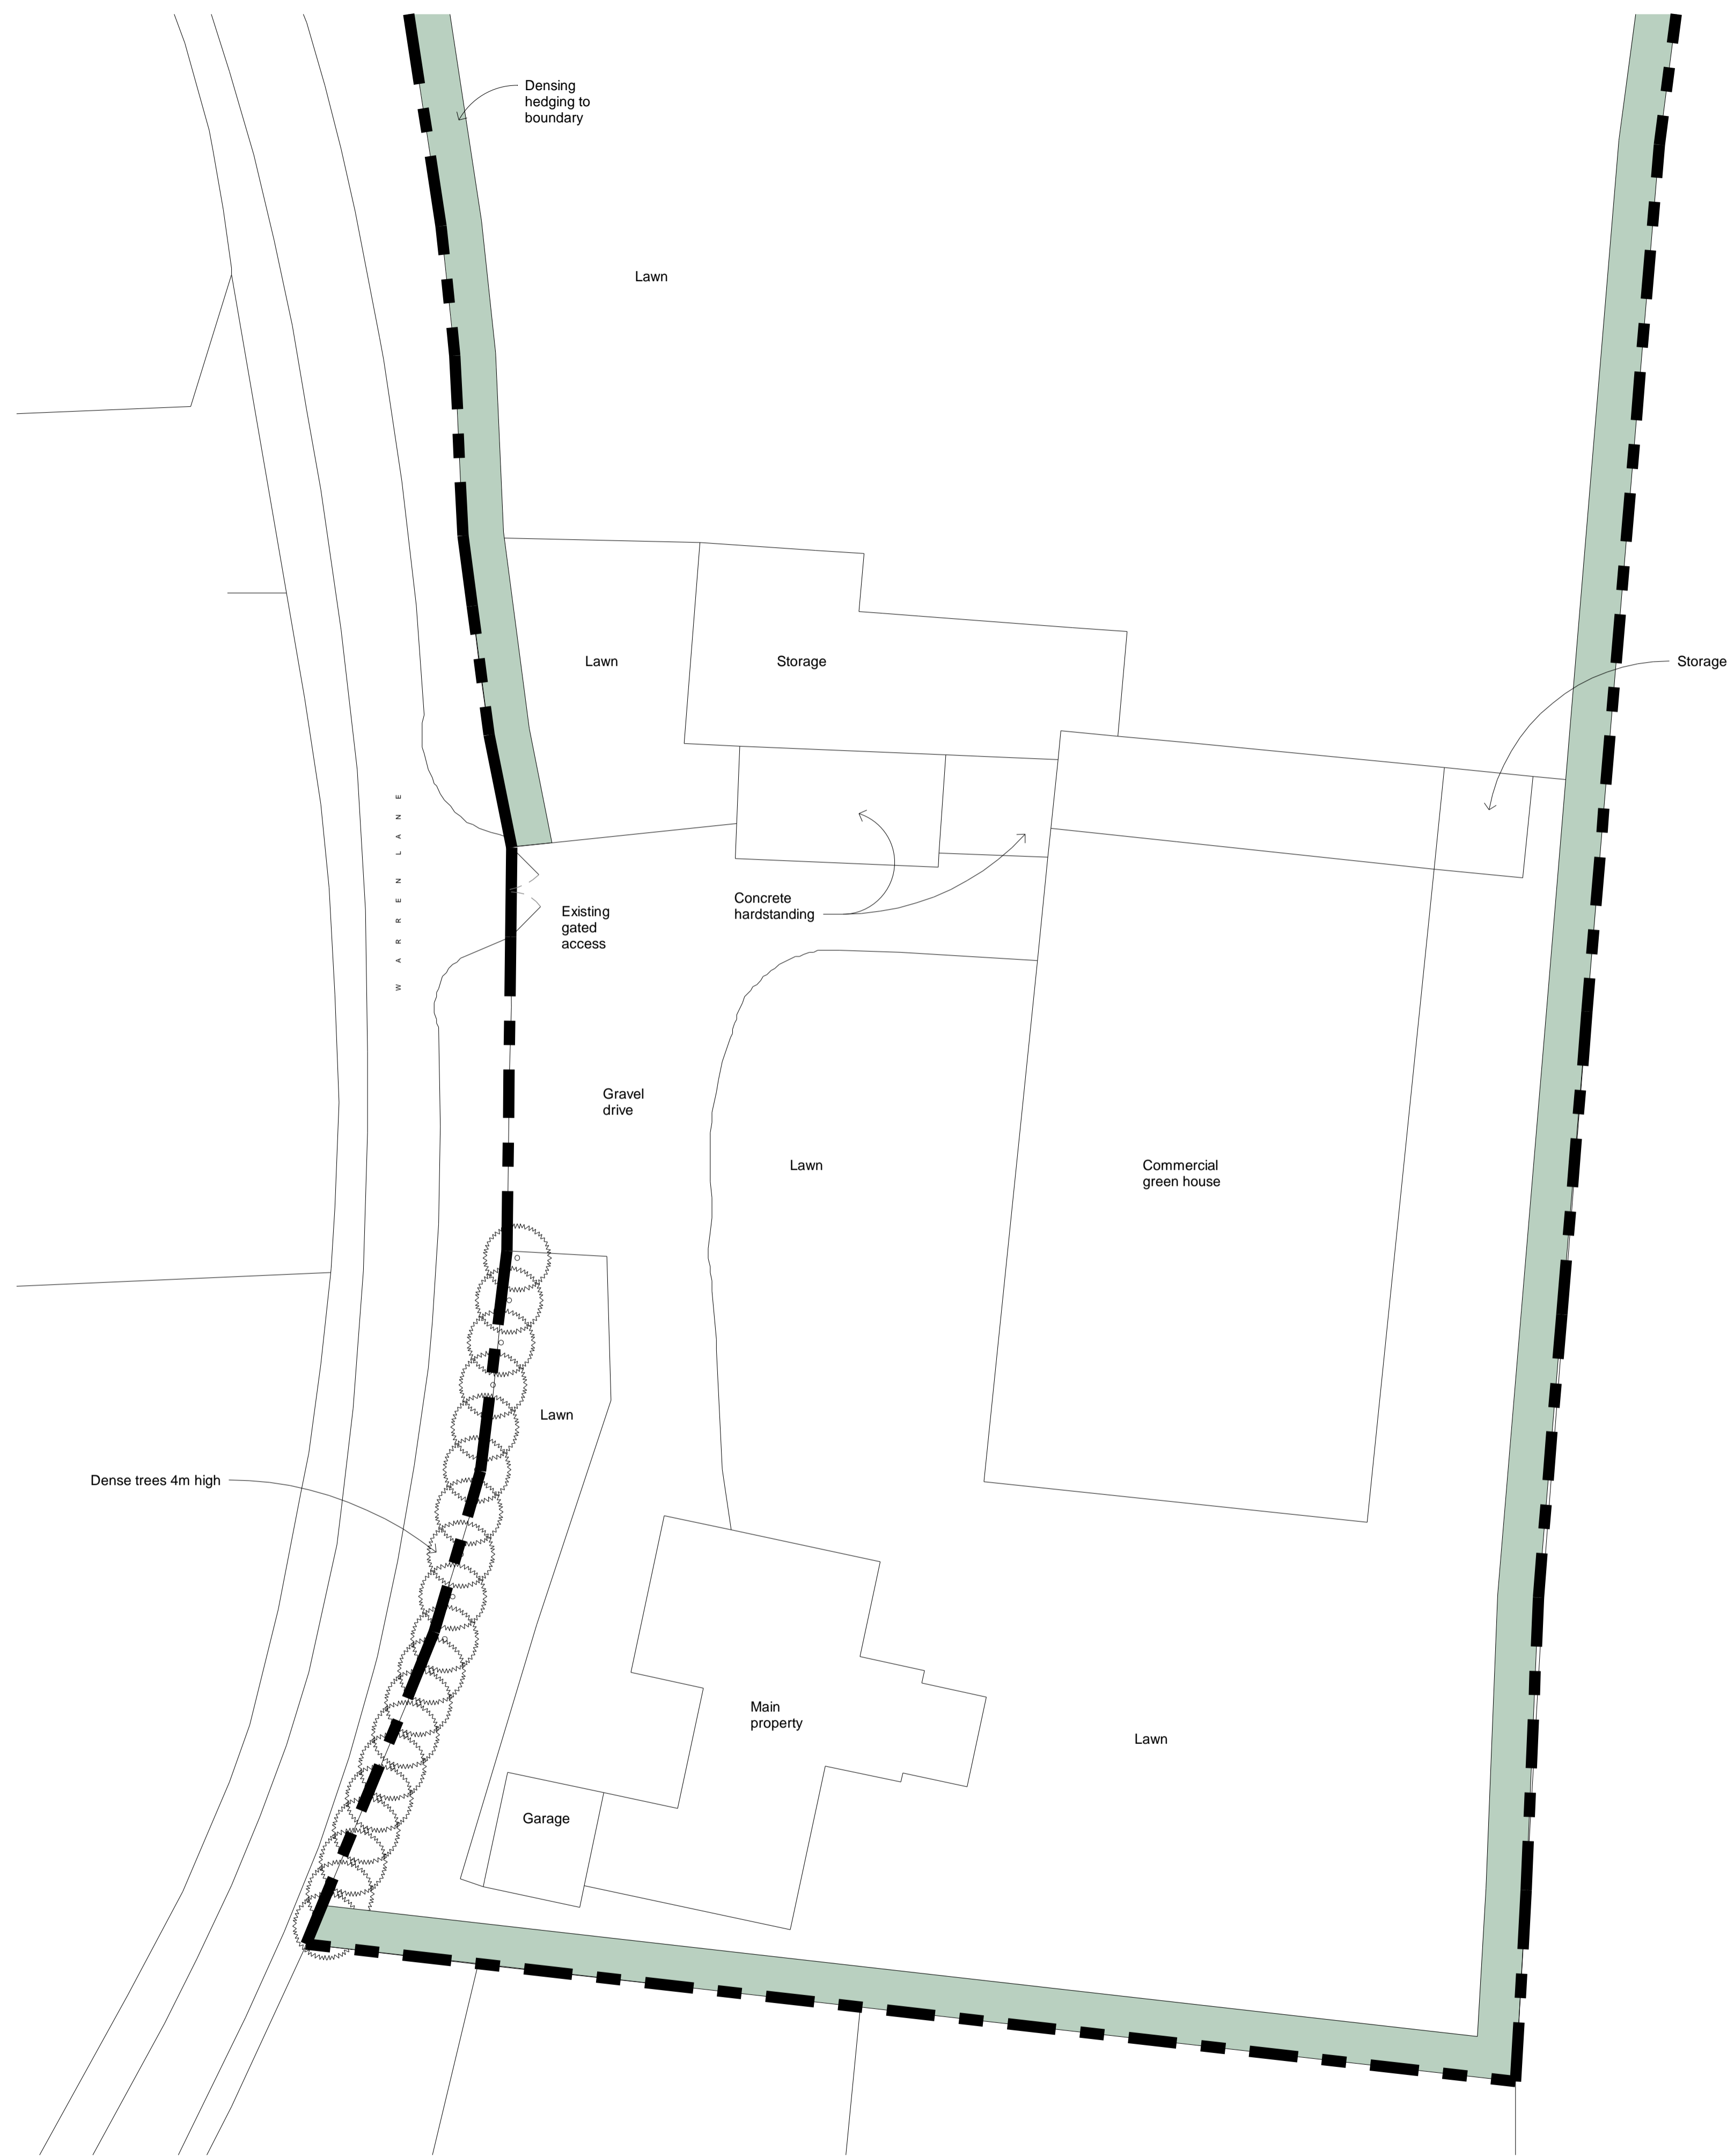 Densing
hedging to
boundary
Lawn
Lawn
Storage
Storage
WARREN LANE
Existing
gated
access
Concrete
hardstanding
Gravel
drive
Lawn
Commercial
green house
Lawn
Dense trees 4m high
Main
property
Lawn
Garage